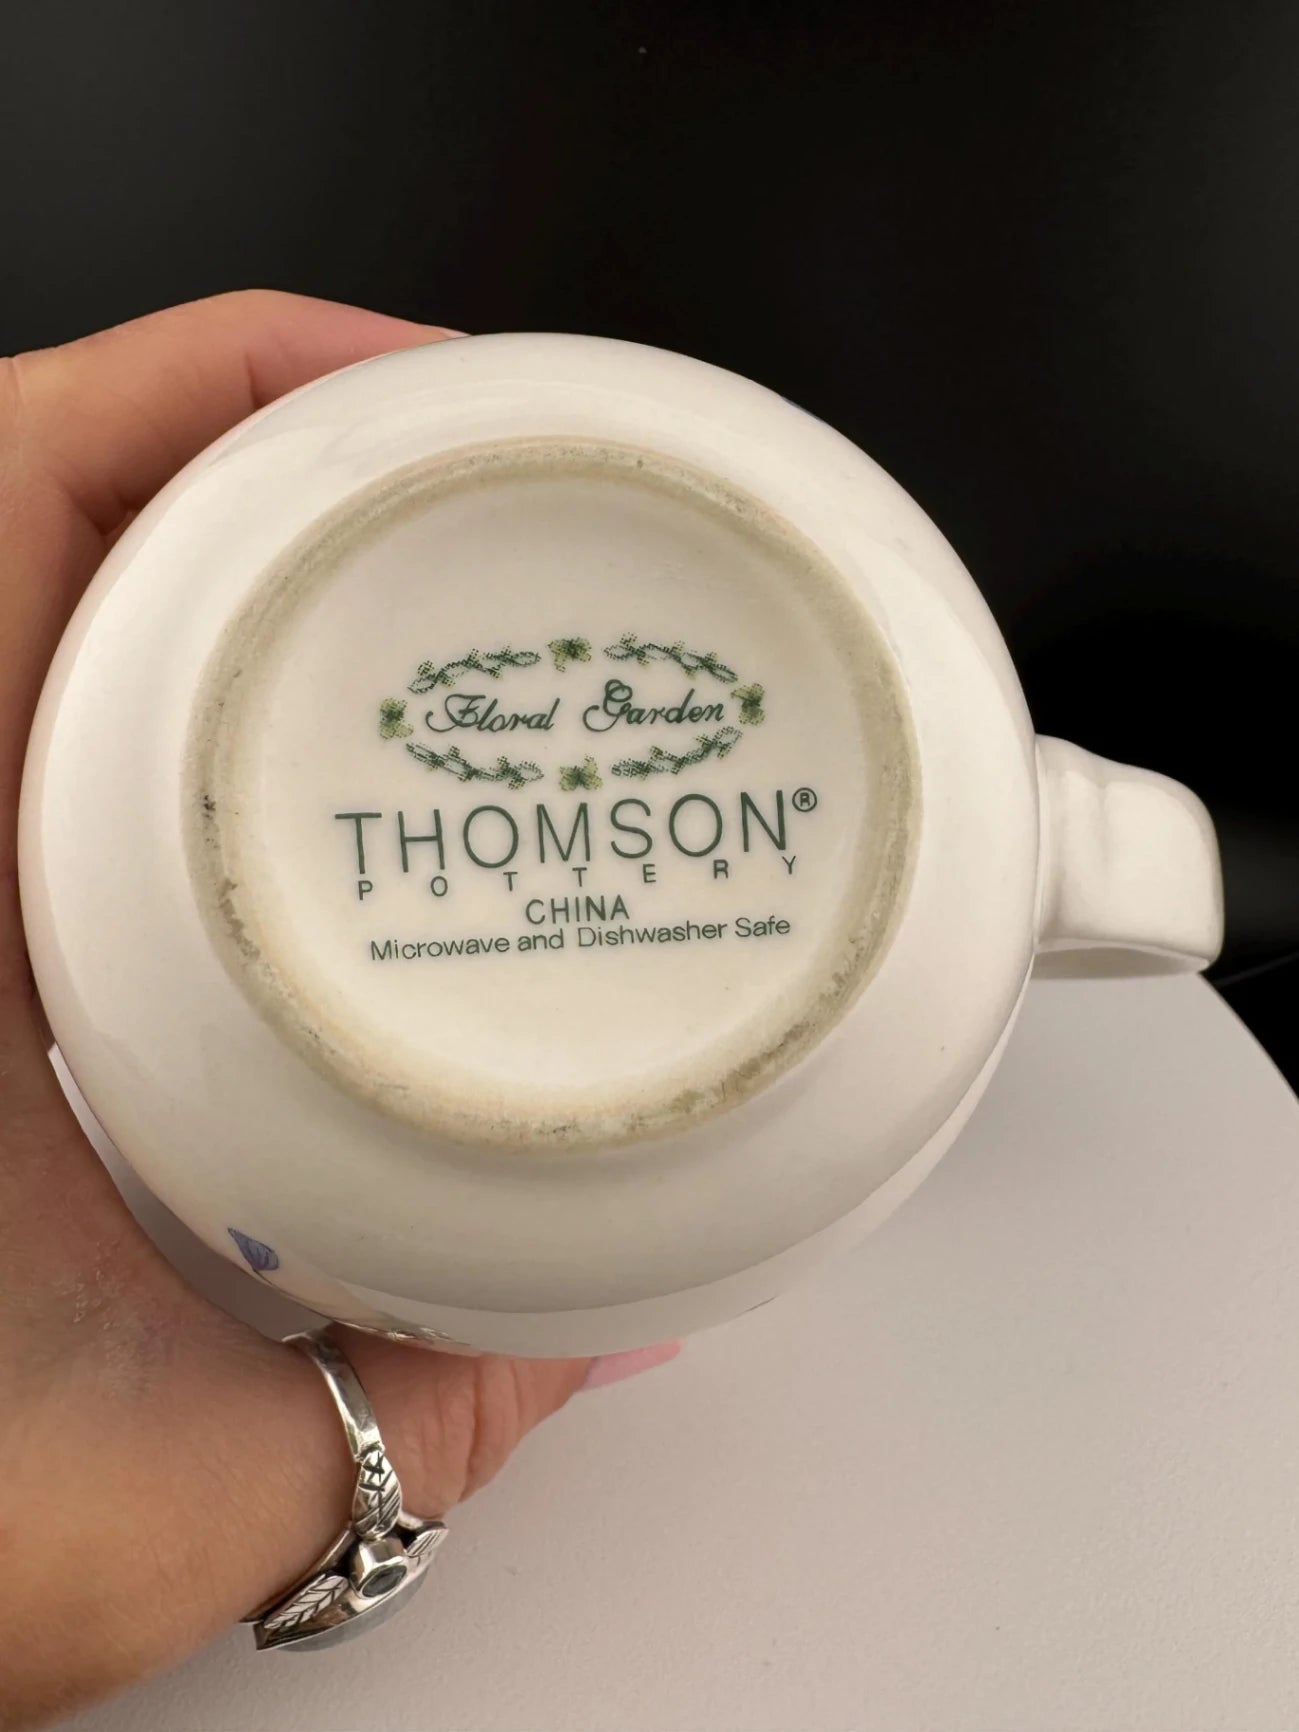 Floral Garden
THOMSON®
POTTERY
CHINA
Microwave and Dishwasher Safe